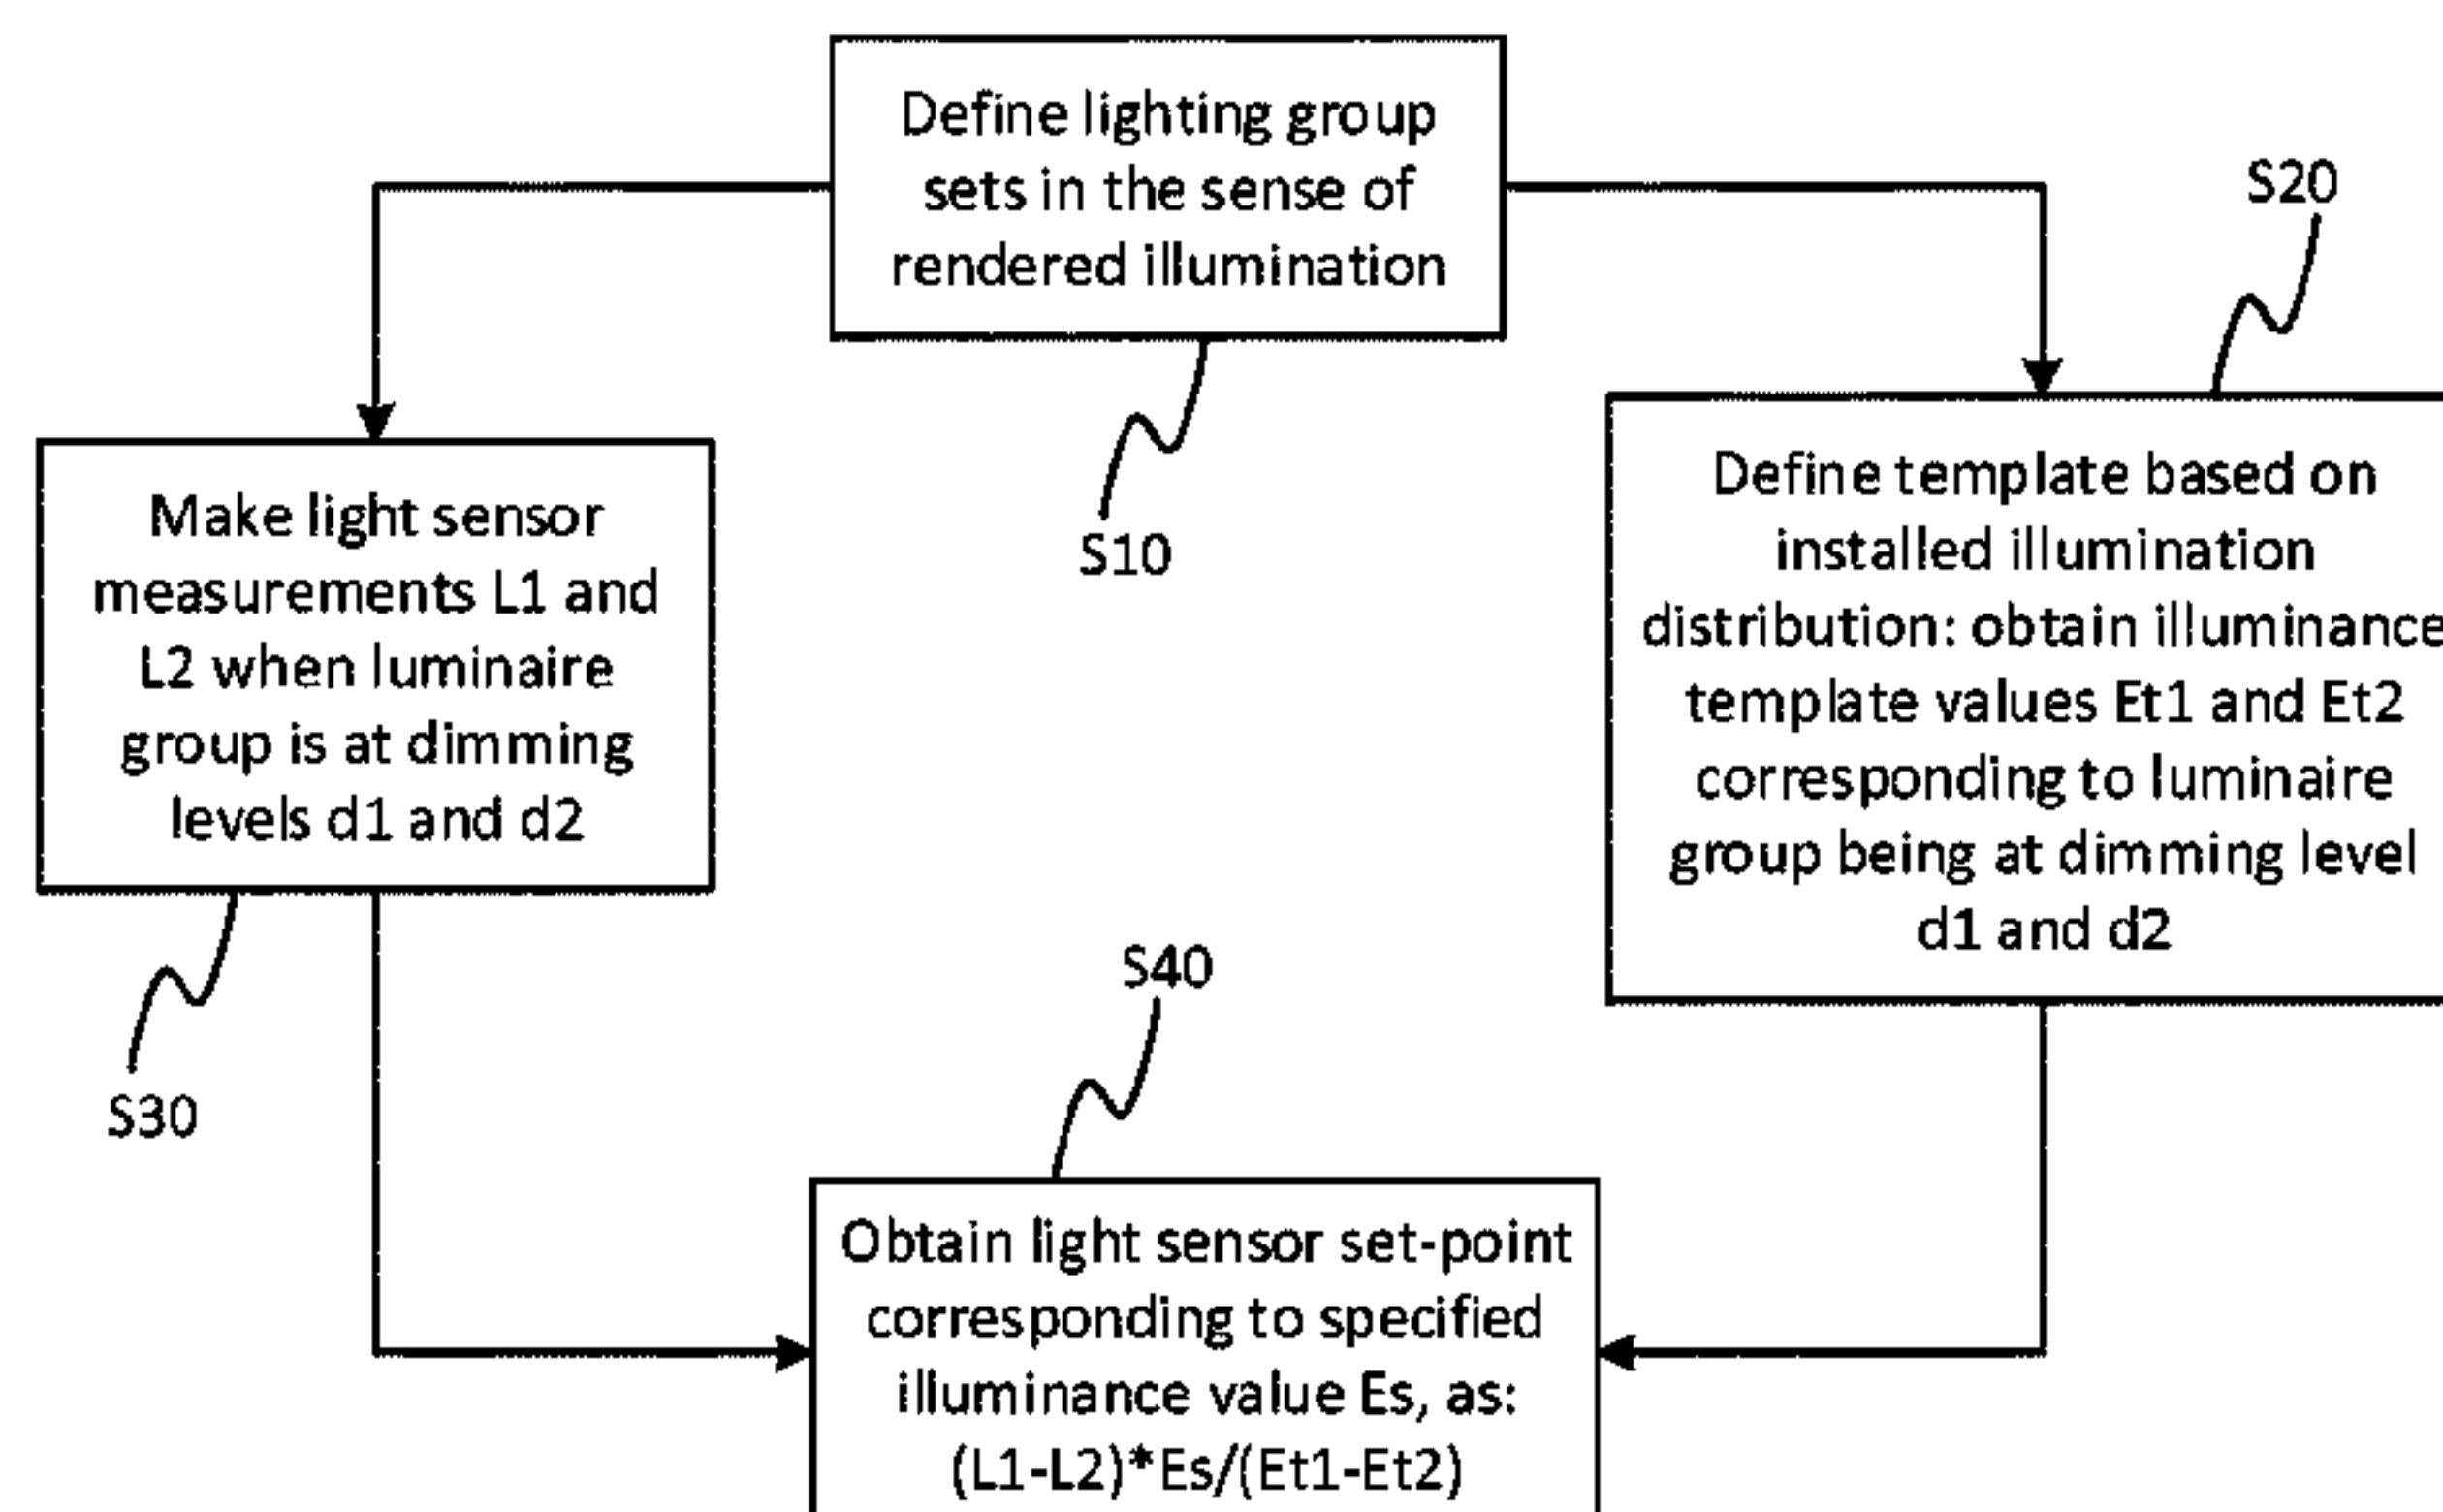 Define lighting group
sets in the sense of
rendered illumination
S10
S20
Define template based on
installed illumination
distribution: obtain illuminance
template values Et1 and Et2
corresponding to luminaire
group being at dimming level
d1 and d2
Make light sensor
measurements L1 and
L2 when luminaire
group is at dimming
levels d1 and d2
S30
S40
Obtain light sensor set-point
corresponding to specified
illuminance value Es, as:
(L1-L2)*Es/(Et1-Et2)